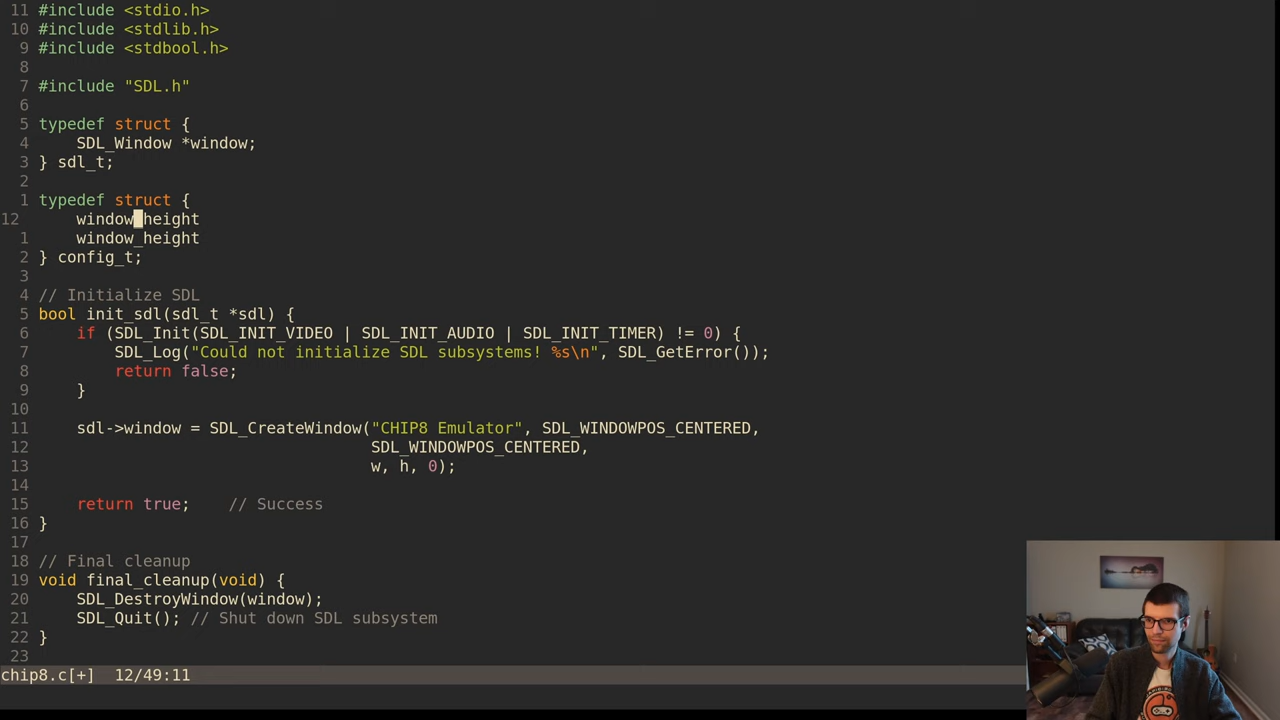 11 #include <stdio.h>
10 #include <stdlib.h>
9 #include <stdbool.h>
8
7 #include "SDL.h"
6
5 typedef struct {
4     SDL_Window *window;
3 } sdl_t;
2
1 typedef struct {
12     window_height
1     window_height
2 } config_t;
3
4 // Initialize SDL
5 bool init_sdl(sdl_t *sdl) {
6     if (SDL_Init(SDL_INIT_VIDEO | SDL_INIT_AUDIO | SDL_INIT_TIMER) != 0) {
7         SDL_Log("Could not initialize SDL subsystems! %s\n", SDL_GetError());
8         return false;
9     }
10
11     sdl->window = SDL_CreateWindow("CHIP8 Emulator", SDL_WINDOWPOS_CENTERED,
12                                    SDL_WINDOWPOS_CENTERED,
13                                    w, h, 0);
14
15     return true;    // Success
16 }
17
18 // Final cleanup
19 void final_cleanup(void) {
20     SDL_DestroyWindow(window);
21     SDL_Quit(); // Shut down SDL subsystem
22 }
23
chip8.c[+]  12/49:11